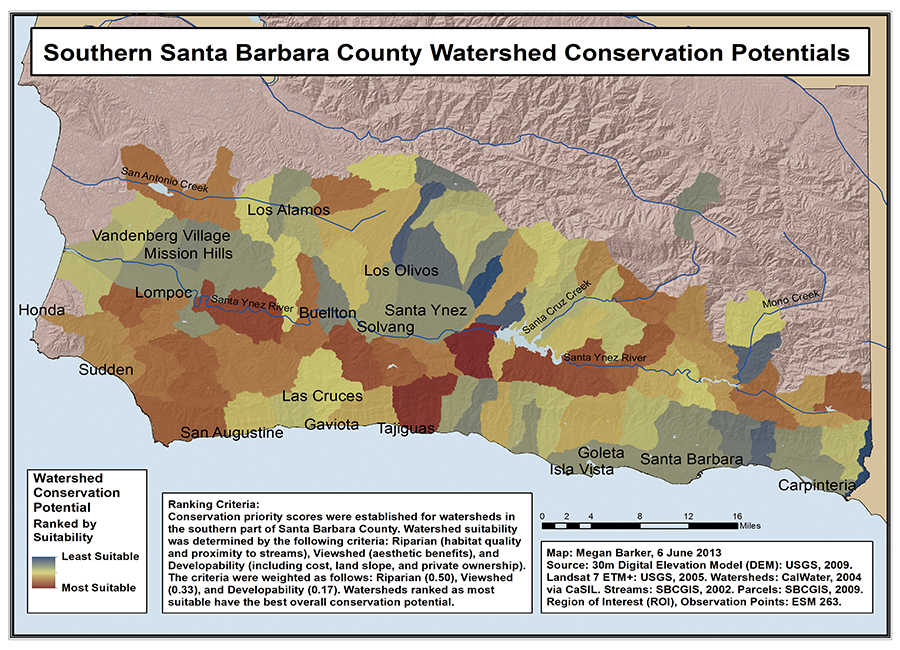 Southern Santa Barbara County Watershed Conservation Potentials
San Antonio Creek
Los Alamos
Vandenberg Village
Mission Hills
Los Olivos
Lompoc
Santa Ynez River
Honda
Buellton
Santa Ynez
Solvang
Santa Cruz Creek
Mono Creek
Santa Ynez River
Sudden
Las Cruces
San Augustine
Gaviota
Tajiguas
Goleta
Isla Vista
Santa Barbara
Carpinteria
Watershed
Conservation
Potential
Ranked by
Suitability
Least Suitable
Most Suitable
Ranking Criteria:
Conservation priority scores were established for watersheds in
the southern part of Santa Barbara County. Watershed suitability
was determined by the following criteria: Riparian (habitat quality
and proximity to streams), Viewshed (aesthetic benefits), and
Developability (including cost, land slope, and private ownership).
The criteria were weighted as follows: Riparian (0.50), Viewshed
(0.33), and Developability (0.17). Watersheds ranked as most
suitable have the best overall conservation potential.
0 2 4 8 12 16
Miles
Map: Megan Barker, 6 June 2013
Source: 30m Digital Elevation Model (DEM): USGS, 2009.
Landsat 7 ETM+: USGS, 2005. Watersheds: CalWater, 2004
via CaSIL. Streams: SBCGIS, 2002. Parcels: SBCGIS, 2009.
Region of Interest (ROI), Observation Points: ESM 263.